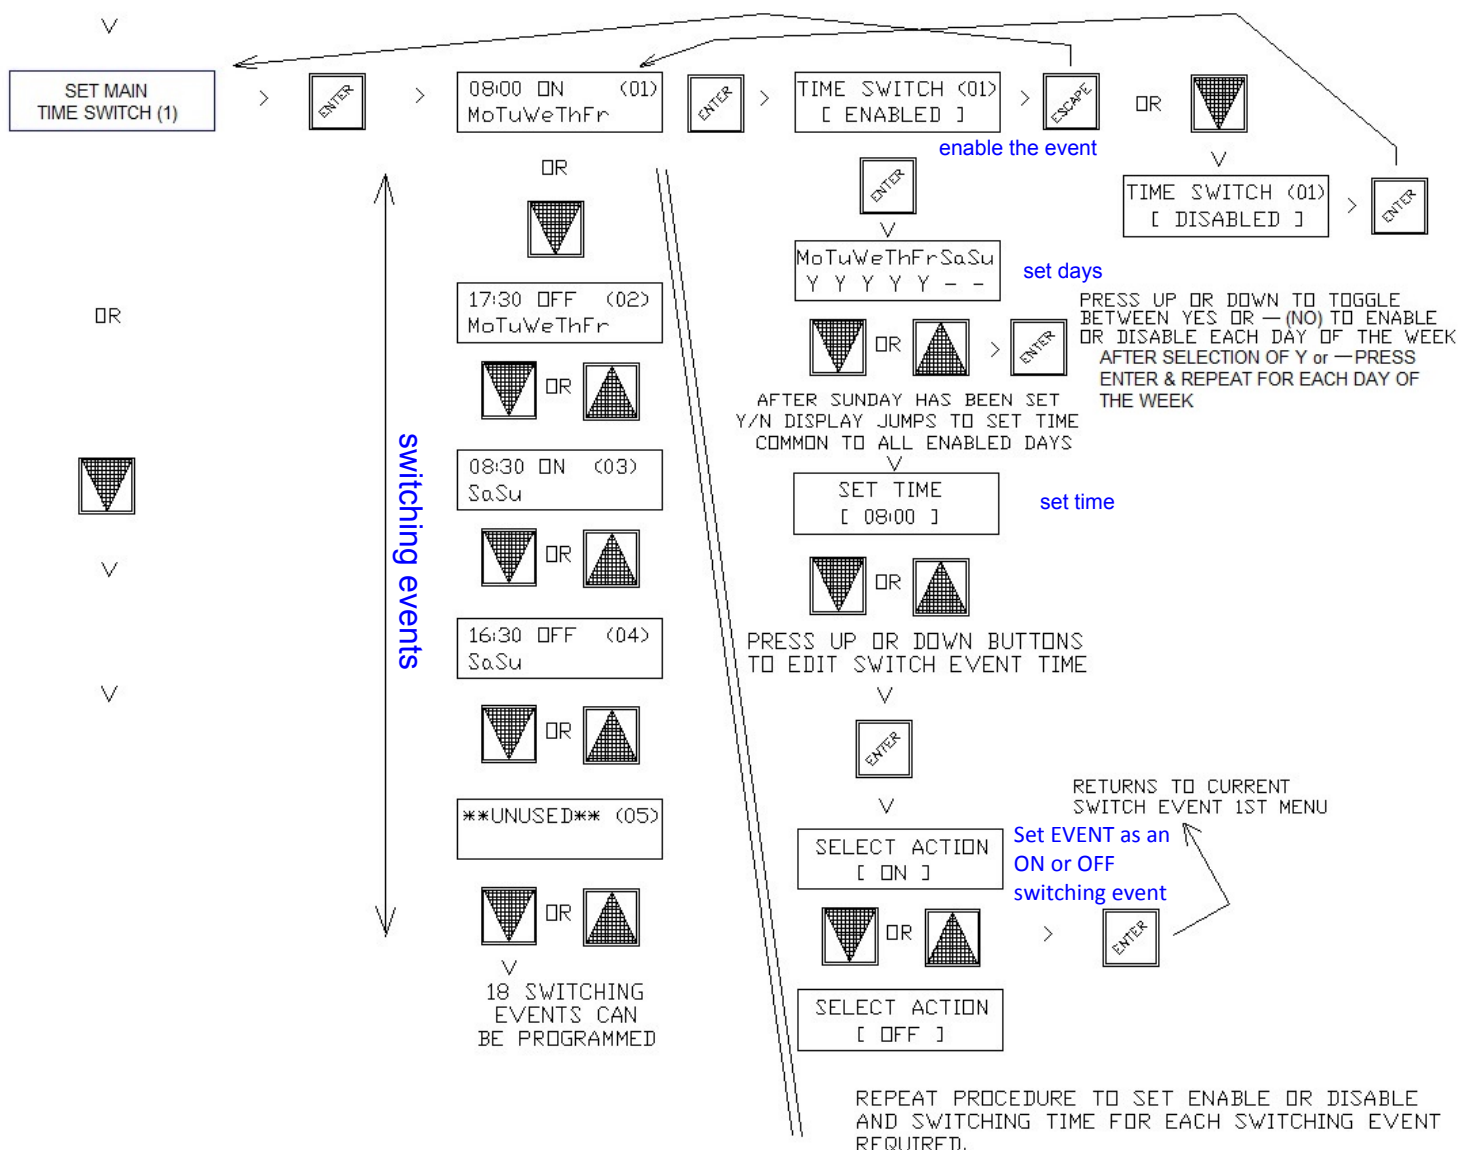 SET MAIN
TIME SWITCH (1)
ENTER
08:00 ON (01)
MoTuWeThFr
ENTER
TIME SWITCH (01)
[ ENABLED ]
ESCAPE
OR
enable the event
TIME SWITCH (01)
[ DISABLED ]
ENTER
OR
OR
17:30 OFF (02)
MoTuWeThFr
OR
08:30 ON (03)
SaSu
OR
16:30 OFF (04)
SaSu
OR
**UNUSED** (05)
OR
18 SWITCHING
EVENTS CAN
BE PROGRAMMED
switching events
ENTER
MoTuWeThFrSaSu
Y Y Y Y Y - -
set days
OR
ENTER
PRESS UP OR DOWN TO TOGGLE
BETWEEN YES OR — (NO) TO ENABLE
OR DISABLE EACH DAY OF THE WEEK
AFTER SELECTION OF Y or — PRESS
ENTER & REPEAT FOR EACH DAY OF
THE WEEK
AFTER SUNDAY HAS BEEN SET
Y/N DISPLAY JUMPS TO SET TIME
COMMON TO ALL ENABLED DAYS
SET TIME
[ 08:00 ]
set time
OR
PRESS UP OR DOWN BUTTONS
TO EDIT SWITCH EVENT TIME
ENTER
SELECT ACTION
[ ON ]
Set EVENT as an
ON or OFF
switching event
RETURNS TO CURRENT
SWITCH EVENT 1ST MENU
OR
ENTER
SELECT ACTION
[ OFF ]
REPEAT PROCEDURE TO SET ENABLE OR DISABLE
AND SWITCHING TIME FOR EACH SWITCHING EVENT
REQUIRED.